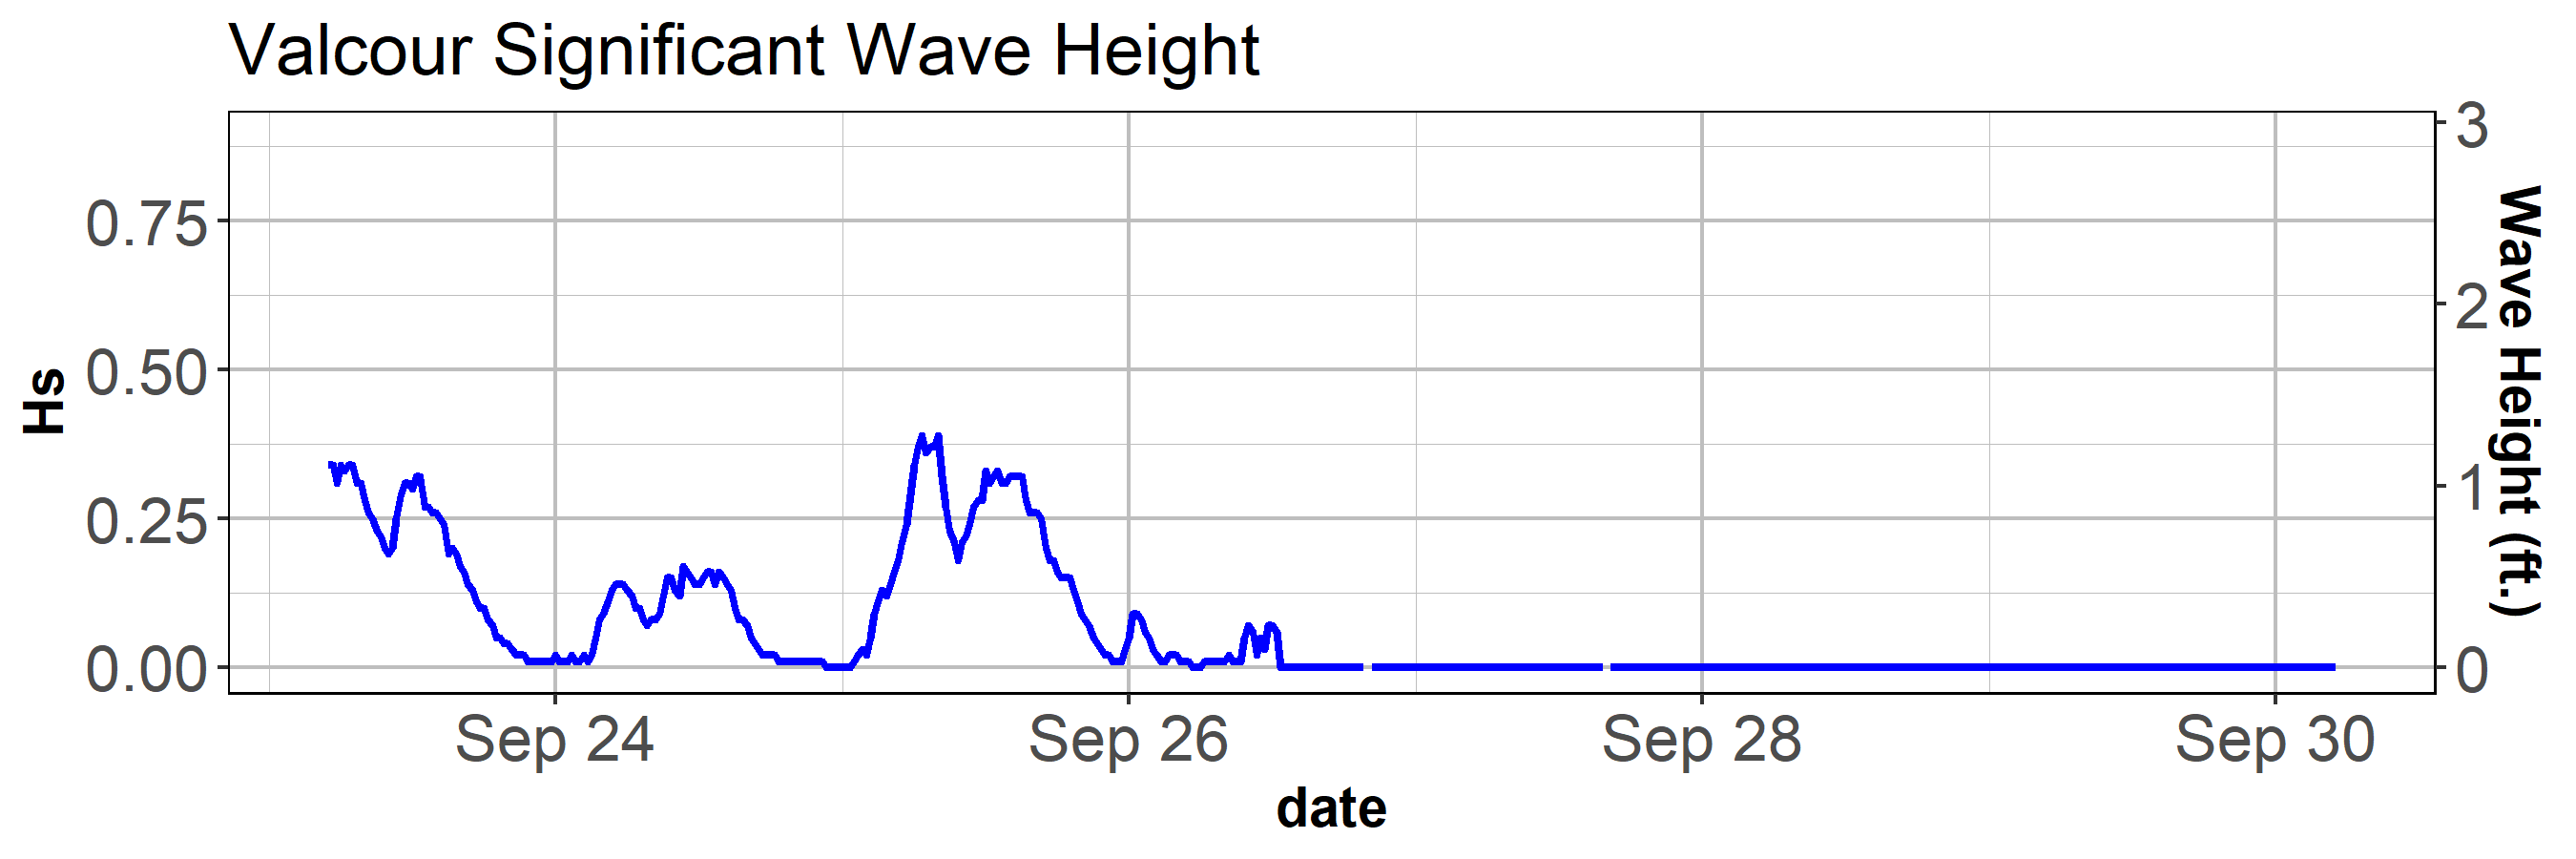 Valcour Significant Wave Height
Hs
0.75
0.50
0.25
0.00
3
2
1
0
Wave Height (ft.)
Sep 24
Sep 26
Sep 28
Sep 30
date